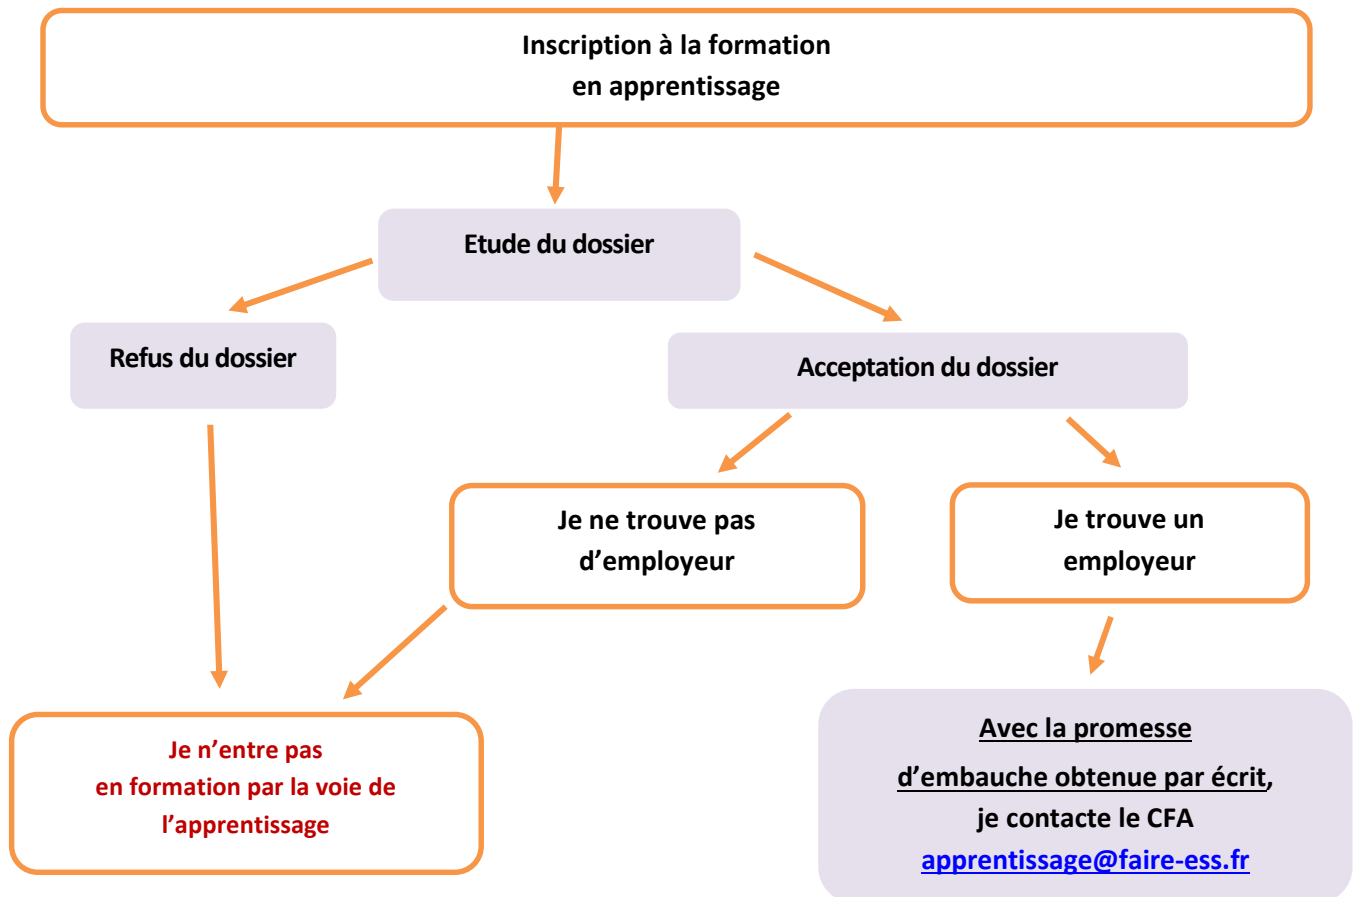 Inscription à la formation
en apprentissage
Etude du dossier
Refus du dossier
Acceptation du dossier
Je ne trouve pas
d’employeur
Je trouve un
employeur
Je n’entre pas
en formation par la voie de
l’apprentissage
Avec la promesse
d’embauche obtenue par écrit,
je contacte le CFA
apprentissage@faire-ess.fr